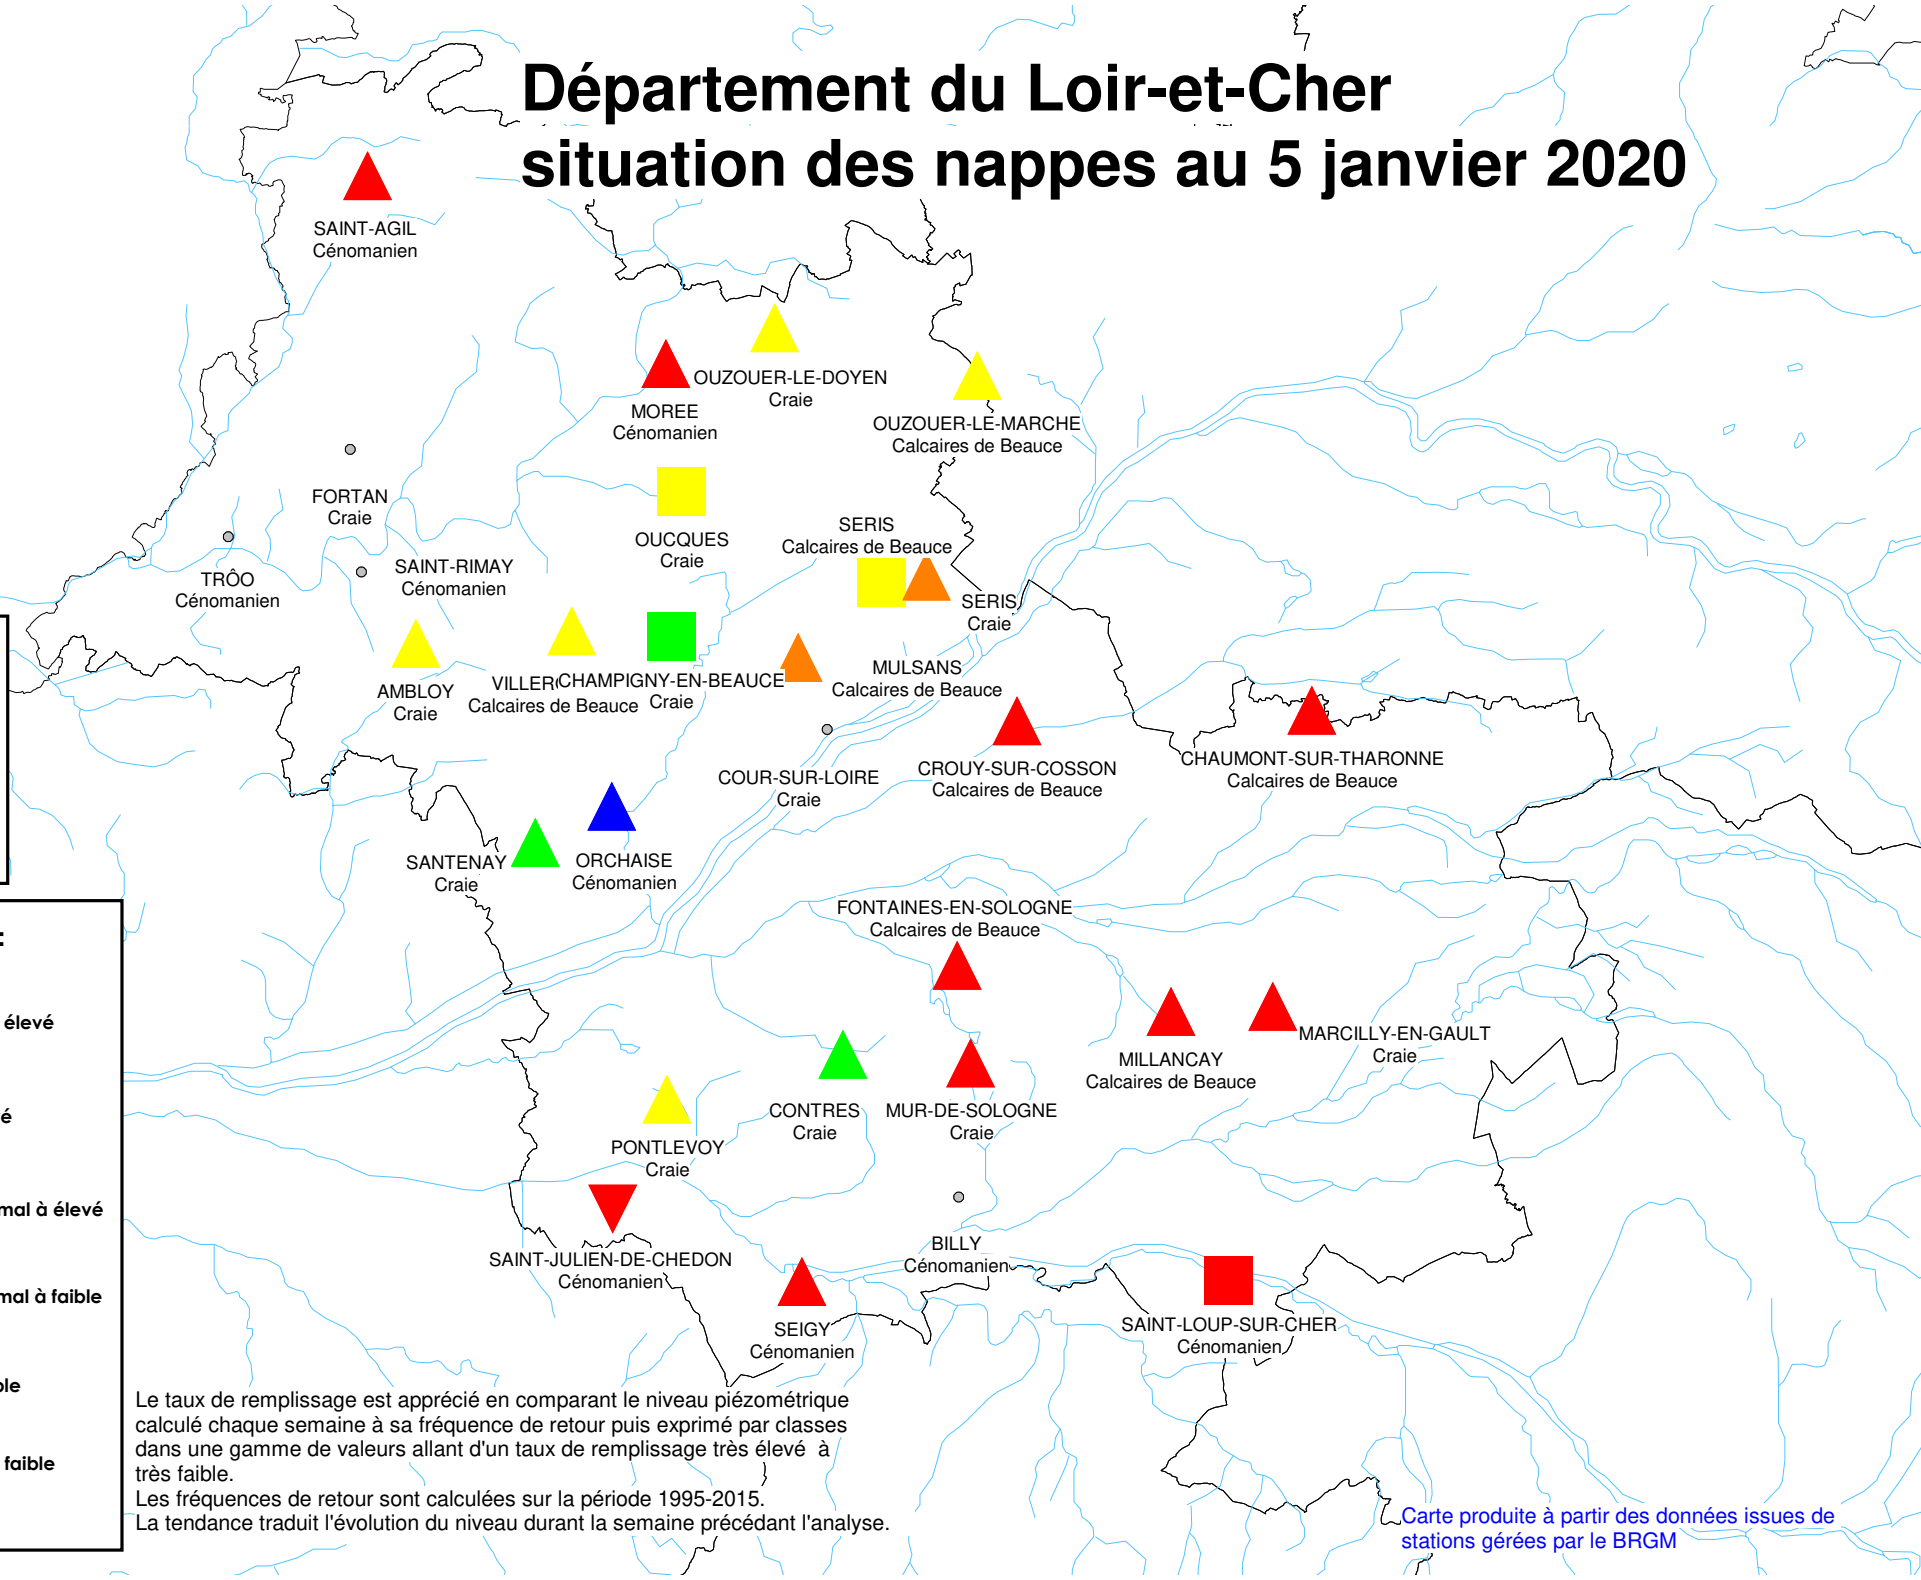 Département du Loir-et-Cher
situation des nappes au 5 janvier 2020
SAINT-AGIL
Cénomanien
OUZOUER-LE-DOYEN
Craie
MOREE
Cénomanien
OUZOUER-LE-MARCHE
Calcaires de Beauce
FORTAN
Craie
OUCQUES
Craie
SERIS
Calcaires de Beauce
SAINT-RIMAY
Cénomanien
TRÔO
Cénomanien
SERIS
Craie
MULSANS
Calcaires de Beauce
AMBLOY
Craie
CHAMPIGNY-EN-BEAUCE
Craie
Calcaires de Beauce
COUR-SUR-LOIRE
Craie
CROUY-SUR-COSSON
Calcaires de Beauce
CHAUMONT-SUR-THARONNE
Calcaires de Beauce
SANTENAY
Craie
ORCHAISE
Cénomanien
FONTAINES-EN-SOLOGNE
Calcaires de Beauce
MARCILLY-EN-GAULT
Craie
MILLANCAY
Calcaires de Beauce
CONTRES
Craie
MUR-DE-SOLOGNE
Craie
PONTLEVOY
Craie
BILLY
Cénomanien
SAINT-JULIEN-DE-CHEDON
Cénomanien
SEIGY
Cénomanien
SAINT-LOUP-SUR-CHER
Cénomanien
:
élevé
é
mal à élevé
mal à faible
ble
faible
Le taux de remplissage est apprécié en comparant le niveau piézométrique
calculé chaque semaine à sa fréquence de retour puis exprimé par classes
dans une gamme de valeurs allant d'un taux de remplissage très élevé à
très faible.
Les fréquences de retour sont calculées sur la période 1995-2015.
La tendance traduit l'évolution du niveau durant la semaine précédant l'analyse.
Carte produite à partir des données issues de
stations gérées par le BRGM